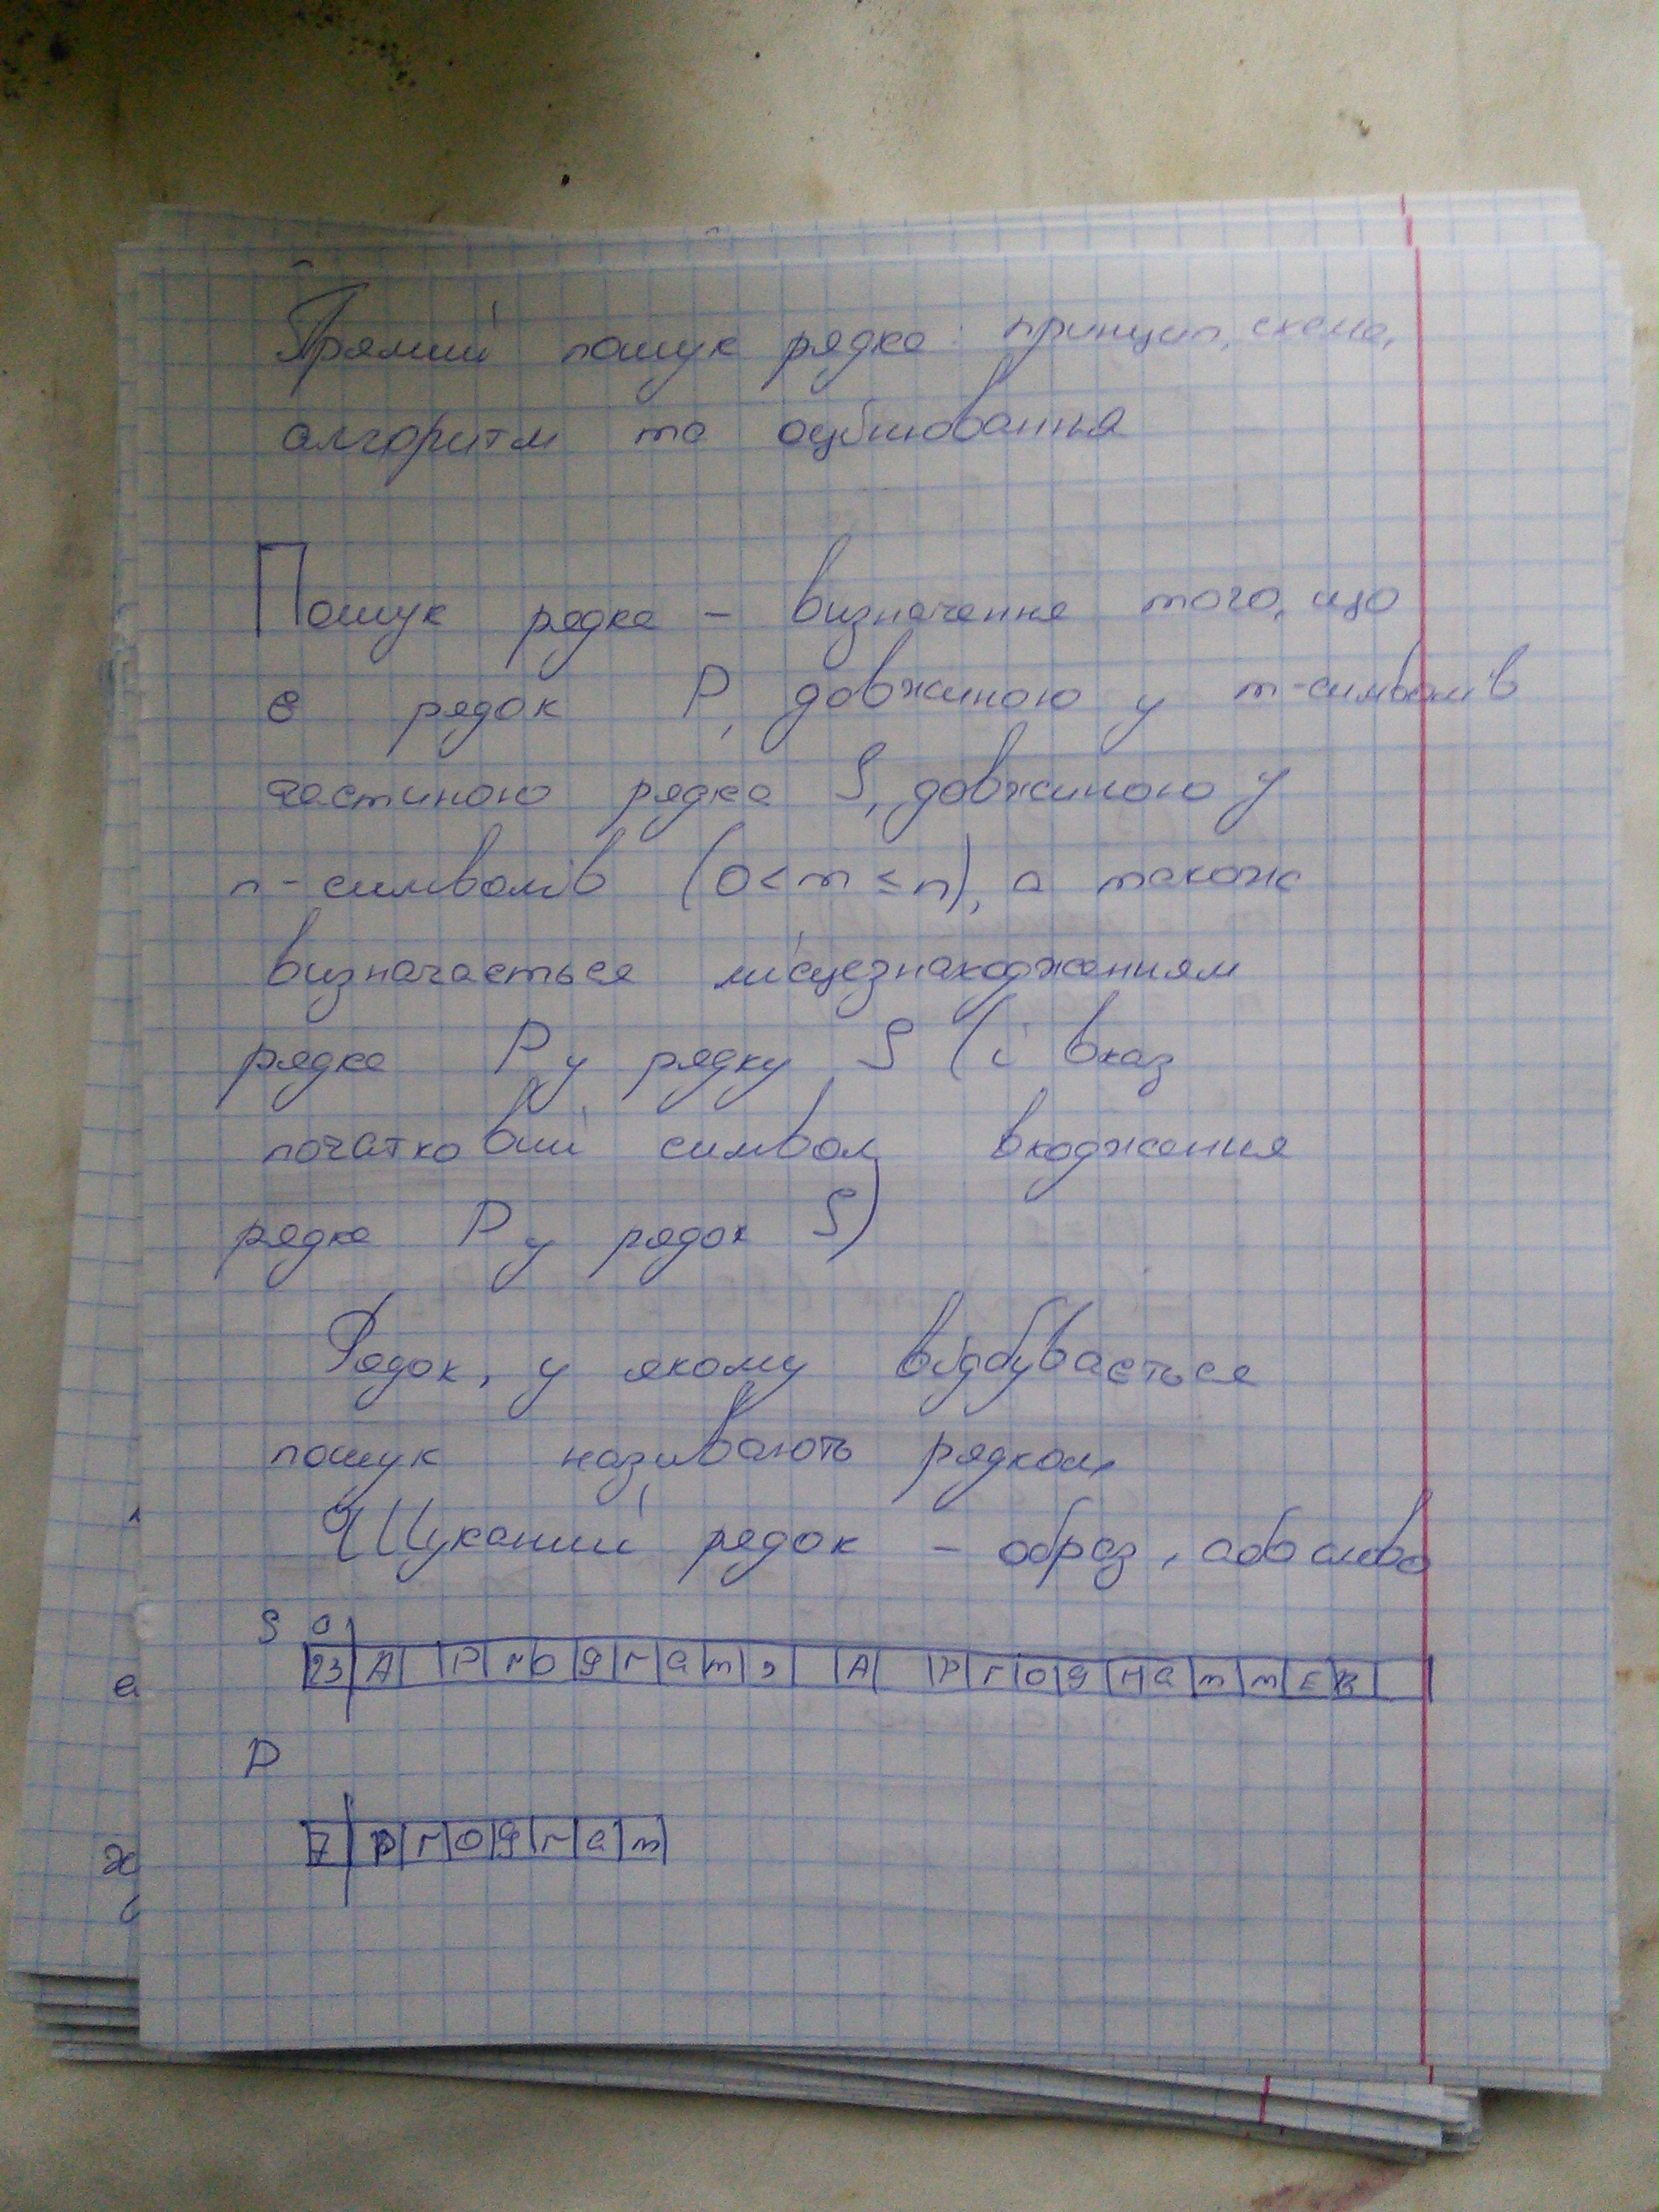 Прямий пошук рядка: принцип, схема,
алгоритм та оцінювання
Пошук рядка – визначення того, що
є рядок P, довжиною у m-символів
частиною рядка S, довжиною у
n-символів (0 < m ≤ n), а також
визначається місцезнаходженням
рядка P у рядку S (і вказ
початковий символ входження
рядка P у рядок S)
Рядок, у якому відбувається
пошук називають рядком,
Шуканий рядок – образ, або слово
S 0
23 A P r o g r a m , A P r o g r a m m E R
P
7 p r o g r a m